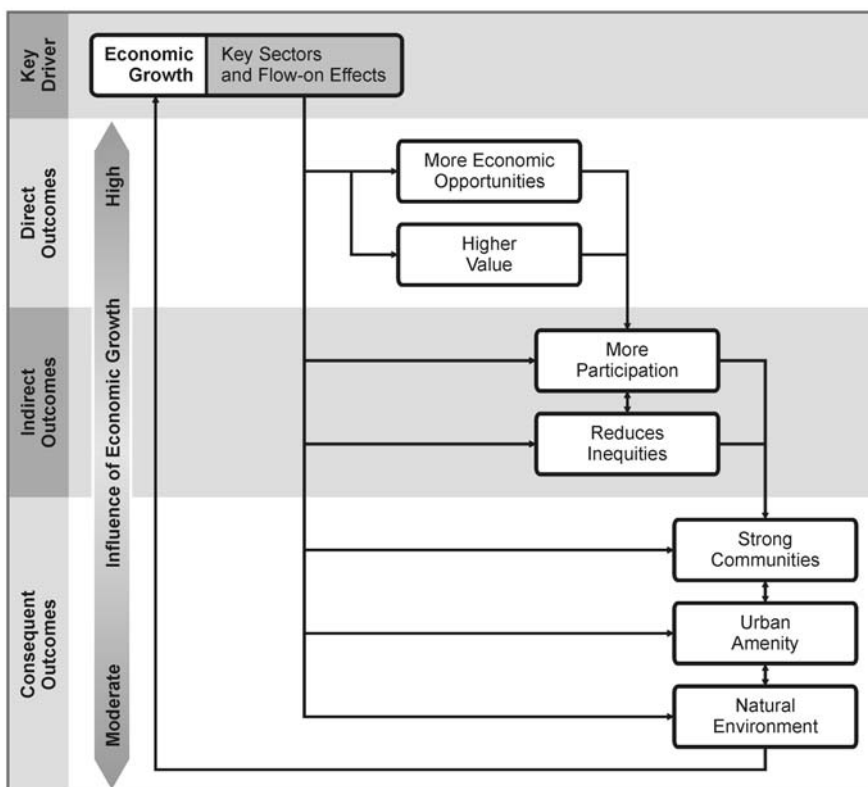 Key
Driver
Economic
Growth
Key Sectors
and Flow-on Effects
Direct
Outcomes
High
More Economic
Opportunities
Higher
Value
Indirect
Outcomes
Influence of Economic Growth
More
Participation
Reduces
Inequities
Consequent
Outcomes
Moderate
Strong
Communities
Urban
Amenity
Natural
Environment